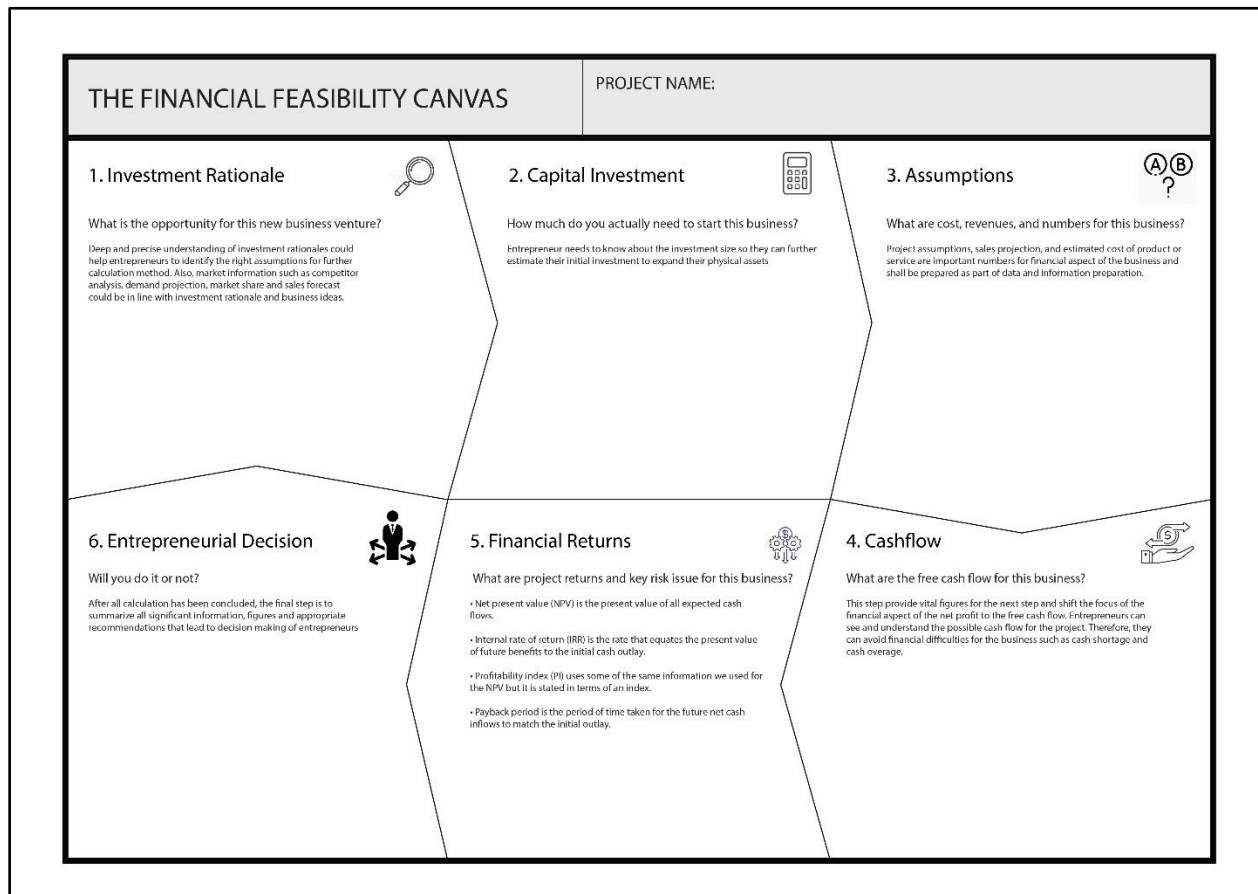 THE FINANCIAL FEASIBILITY CANVAS
PROJECT NAME:
1. Investment Rationale
What is the opportunity for this new business venture?
Deep and precise understanding of investment rationales could
help entrepreneurs to identify the right assumptions for further
calculation method. Also, market information such as competitor
analysis, demand projection, market share and sales forecast
could be in line with investment rationale and business ideas.
2. Capital Investment
How much do you actually need to start this business?
Entrepreneur needs to know about the investment size so they can further
estimate their initial investment to expand their physical assets
3. Assumptions
A B
?
What are cost, revenues, and numbers for this business?
Project assumptions, sales projection, and estimated cost of product or
service are important numbers for financial aspect of the business and
shall be prepared as part of data and information preparation.
4. Cashflow
$
What are the free cash flow for this business?
This step provide vital figures for the next step and shift the focus of the
financial aspect of the net profit to the free cash flow. Entrepreneurs can
see and understand the possible cash flow for the project. Therefore, they
can avoid financial difficulties for the business such as cash shortage and
cash overage.
5. Financial Returns
$
What are project returns and key risk issue for this business?
• Net present value (NPV) is the present value of all expected cash
flows.
• Internal rate of return (IRR) is the rate that equates the present value
of future benefits to the initial cash outlay.
• Profitability index (PI) uses some of the same information we used for
the NPV but it is stated in terms of an index.
• Payback period is the period of time taken for the future net cash
inflows to match the initial outlay.
6. Entrepreneurial Decision
Will you do it or not?
After all calculation has been concluded, the final step is to
summarize all significant information, figures and appropriate
recommendations that lead to decision making of entrepreneurs